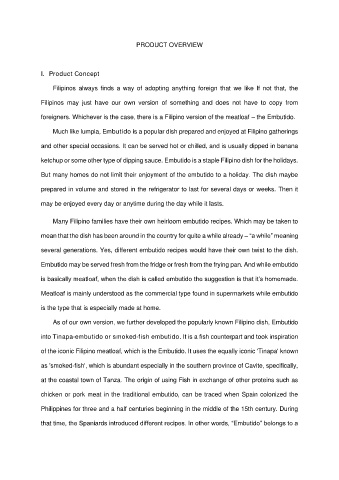 PRODUCT OVERVIEW
I. Product Concept
Filipinos always finds a way of adopting anything foreign that we like If not that, the
Filipinos may just have our own version of something and does not have to copy from
foreigners. Whichever is the case, there is a Filipino version of the meatloaf – the Embutido.
Much like lumpia, Embutido is a popular dish prepared and enjoyed at Filipino gatherings
and other special occasions. It can be served hot or chilled, and is usually dipped in banana
ketchup or some other type of dipping sauce. Embutido is a staple Filipino dish for the holidays.
But many homes do not limit their enjoyment of the embutido to a holiday. The dish maybe
prepared in volume and stored in the refrigerator to last for several days or weeks. Then it
may be enjoyed every day or anytime during the day while it lasts.
Many Filipino families have their own heirloom embutido recipes. Which may be taken to
mean that the dish has been around in the country for quite a while already – “a while” meaning
several generations. Yes, different embutido recipes would have their own twist to the dish.
Embutido may be served fresh from the fridge or fresh from the frying pan. And while embutido
is basically meatloaf, when the dish is called embutido the suggestion is that it’s homemade.
Meatloaf is mainly understood as the commercial type found in supermarkets while embutido
is the type that is especially made at home.
As of our own version, we further developed the popularly known Filipino dish, Embutido
into Tinapa-embutido or smoked-fish embutido. It is a fish counterpart and took inspiration
of the iconic Filipino meatloaf, which is the Embutido. It uses the equally iconic 'Tinapa' known
as 'smoked-fish', which is abundant especially in the southern province of Cavite, specifically,
at the coastal town of Tanza. The origin of using Fish in exchange of other proteins such as
chicken or pork meat in the traditional embutido, can be traced when Spain colonized the
Philippines for three and a half centuries beginning in the middle of the 15th century. During
that time, the Spaniards introduced different recipes. In other words, “Embutido” belongs to a